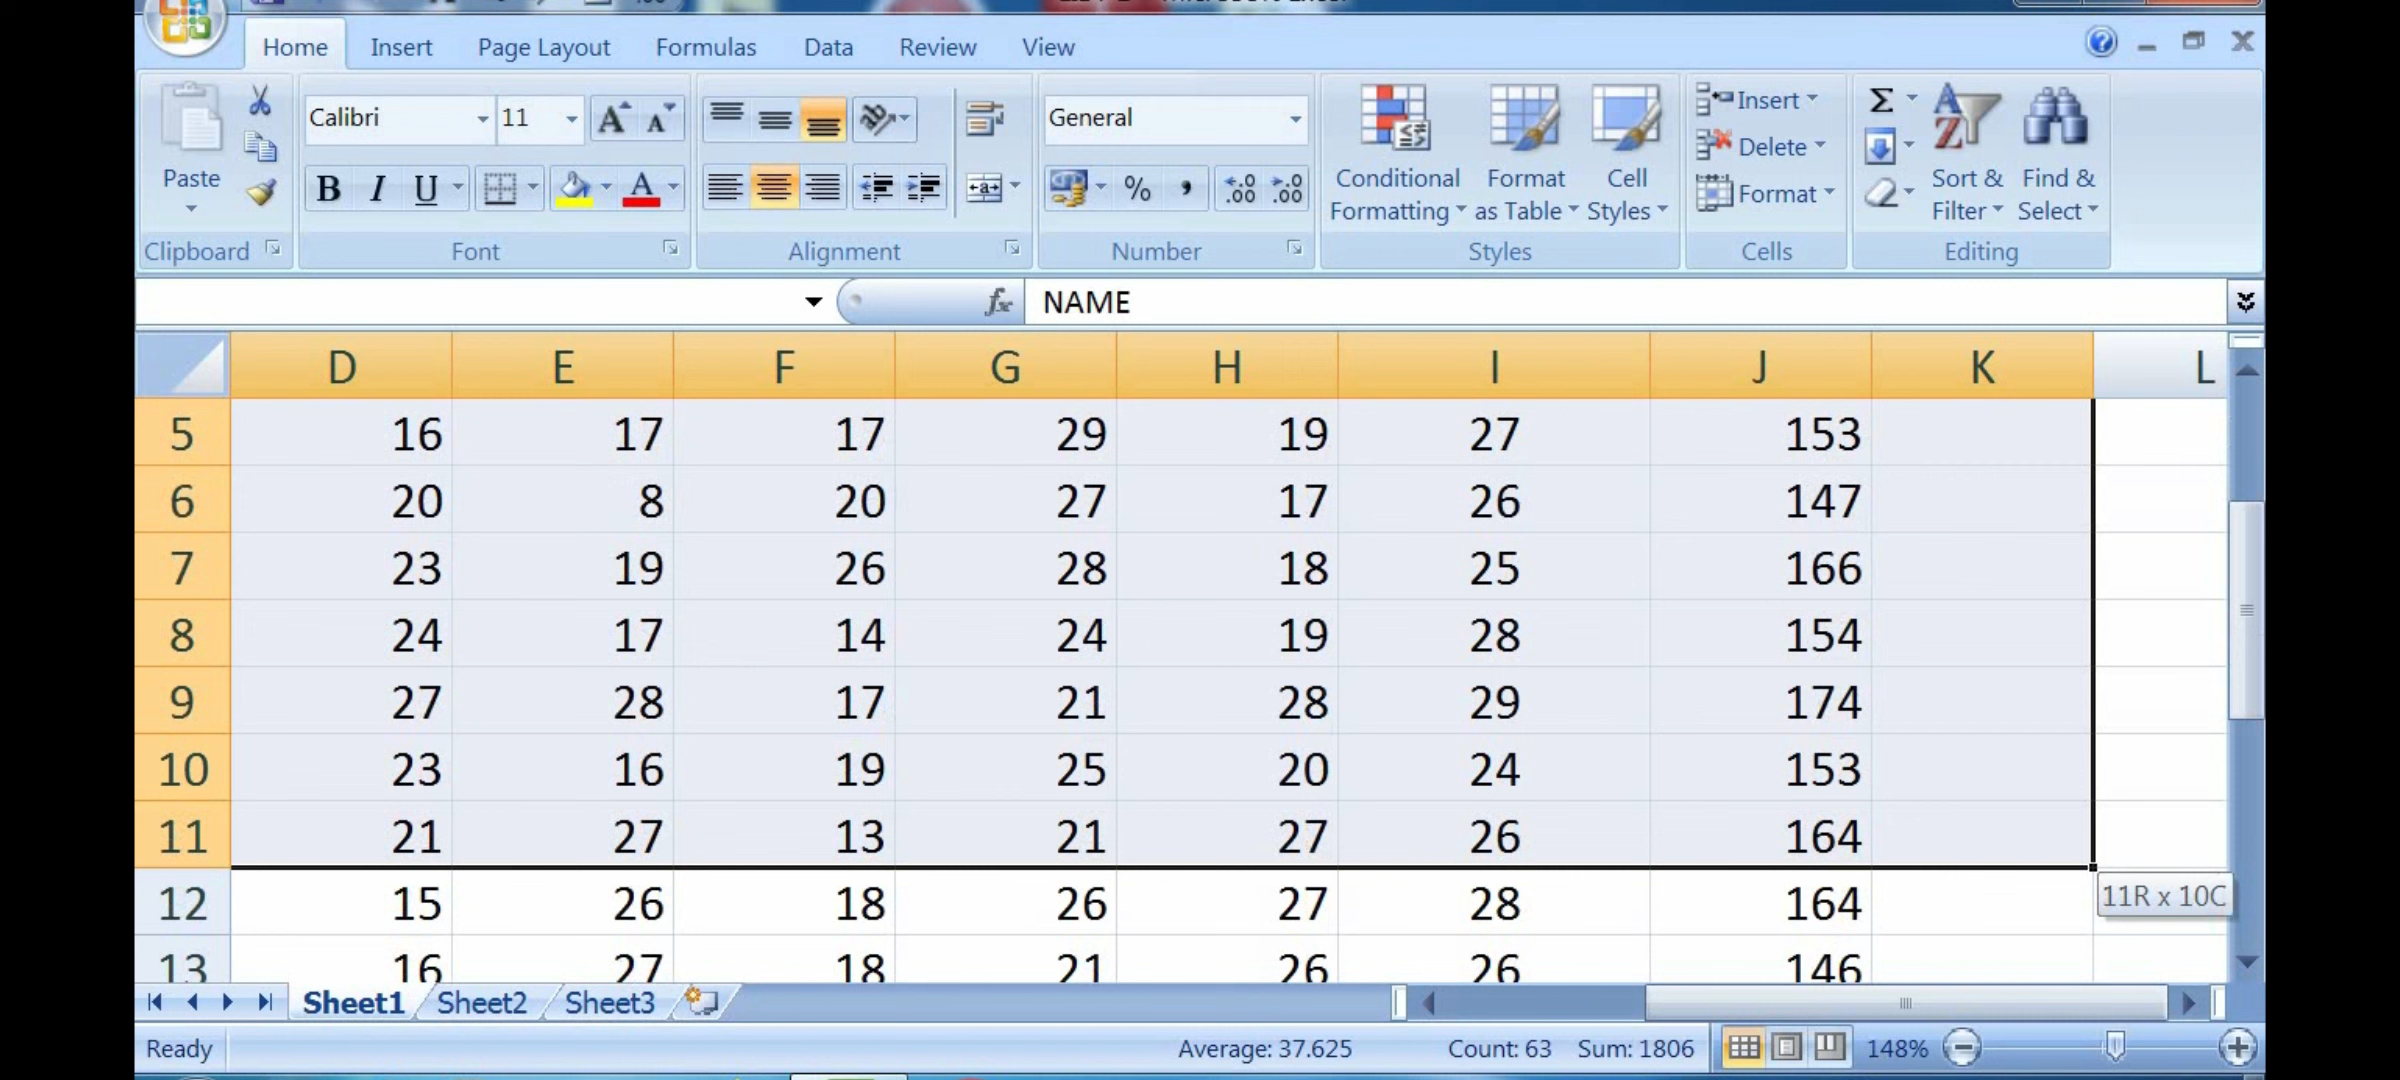 Home Insert Page Layout Formulas Data Review View
Calibri 11 General Insert Σ
Delete
Paste B I U A % , Format
Conditional Formatting Format as Table Cell Styles Sort & Filter Find & Select
Clipboard Font Alignment Number Styles Cells Editing
fx NAME
D E F G H I J K L
5 16 17 17 29 19 27 153
6 20 8 20 27 17 26 147
7 23 19 26 28 18 25 166
8 24 17 14 24 19 28 154
9 27 28 17 21 28 29 174
10 23 16 19 25 20 24 153
11 21 27 13 21 27 26 164
12 15 26 18 26 27 28 164
11R x 10C
13 16 27 18 21 26 26 146
Sheet1 Sheet2 Sheet3
Ready Average: 37.625 Count: 63 Sum: 1806 148%